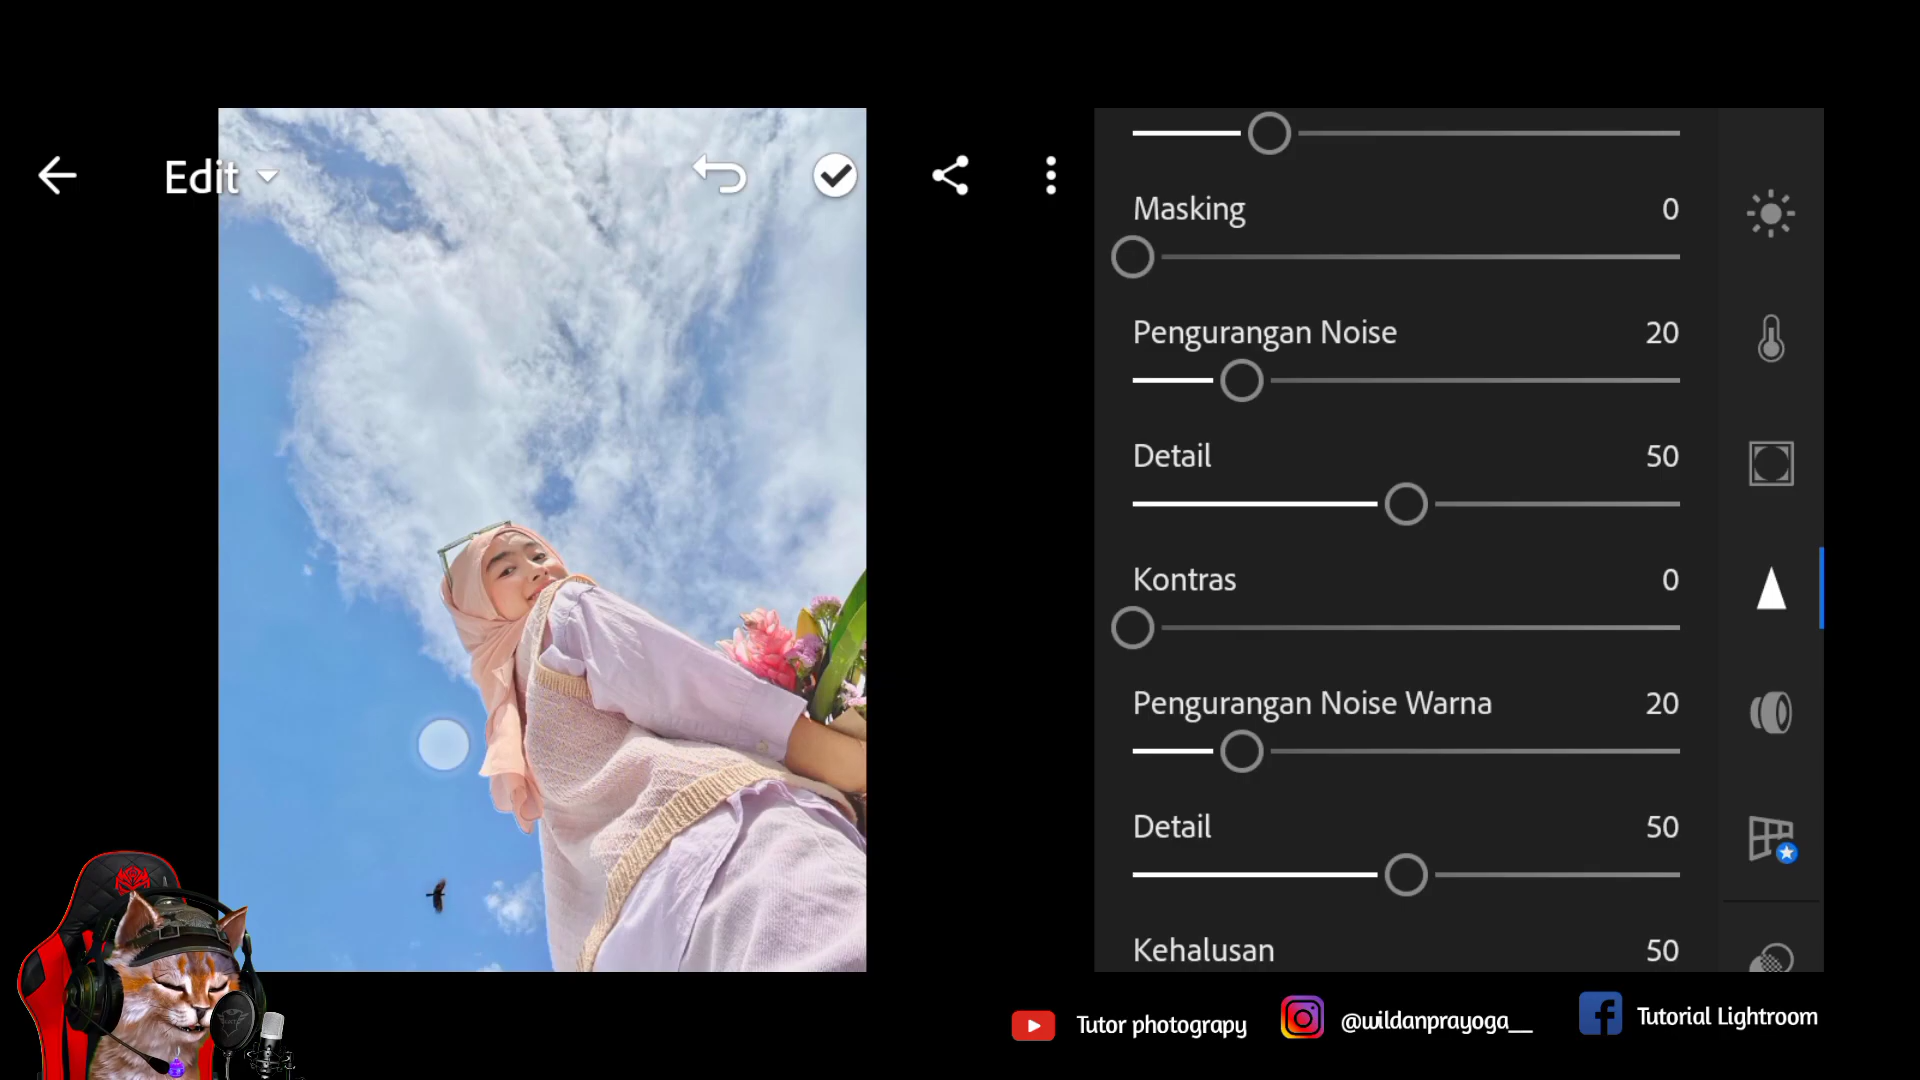 Edit
Masking 0
Pengurangan Noise 20
Detail 50
Kontras 0
Pengurangan Noise Warna 20
Detail 50
Kehalusan 50
Tutor photograpy
@wildanprayoga__
Tutorial Lightroom